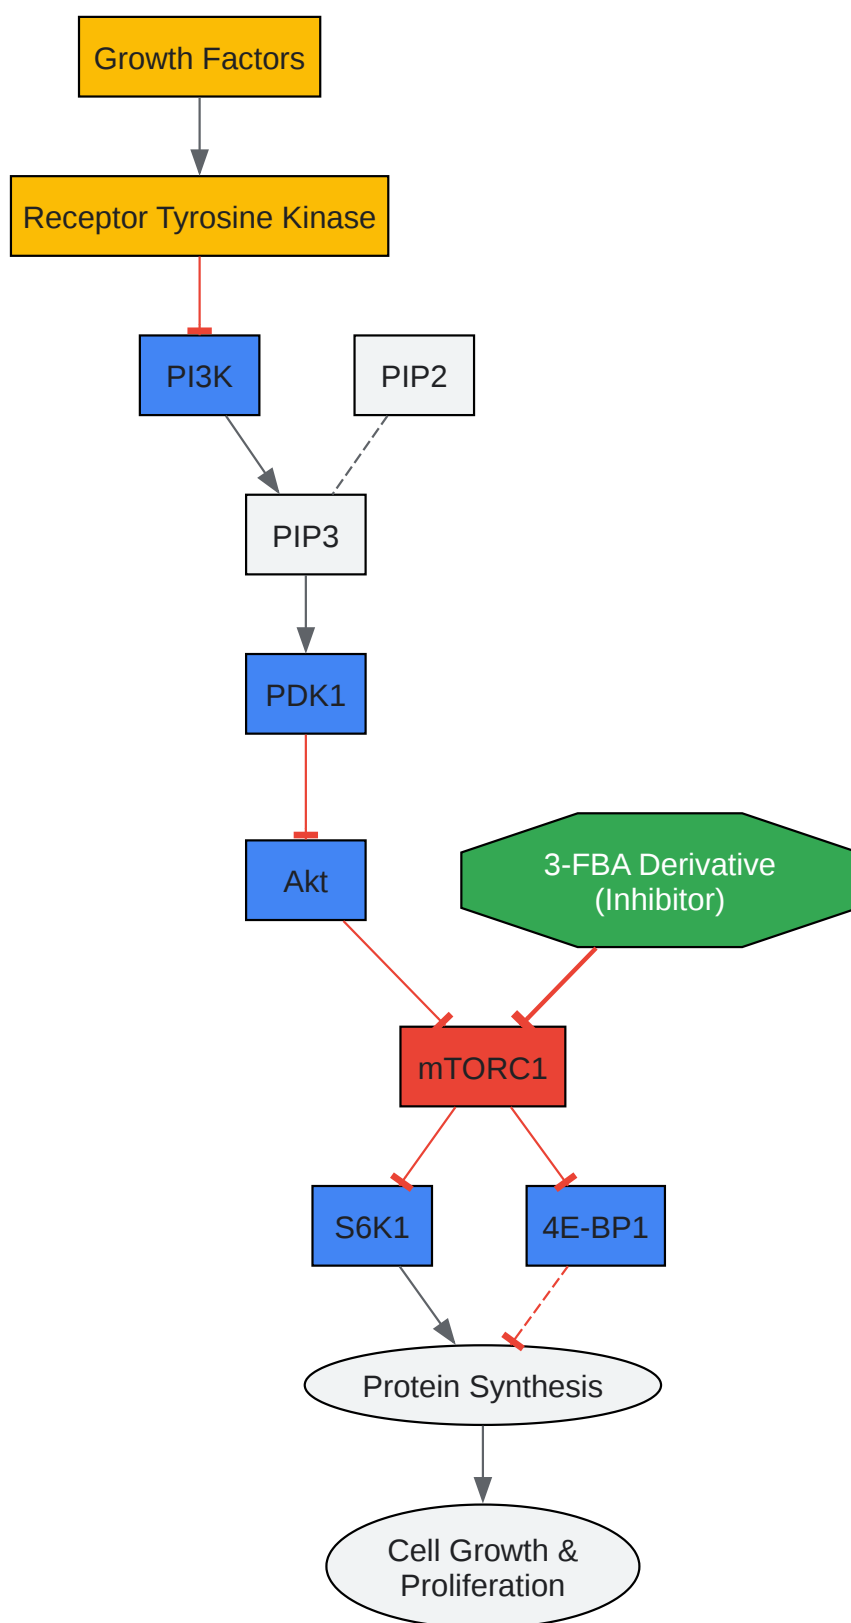 Growth Factors
Receptor Tyrosine Kinase
PI3K
PIP2
PIP3
PDK1
Akt
3-FBA Derivative
(Inhibitor)
mTORC1
S6K1
4E-BP1
Protein Synthesis
Cell Growth &
Proliferation